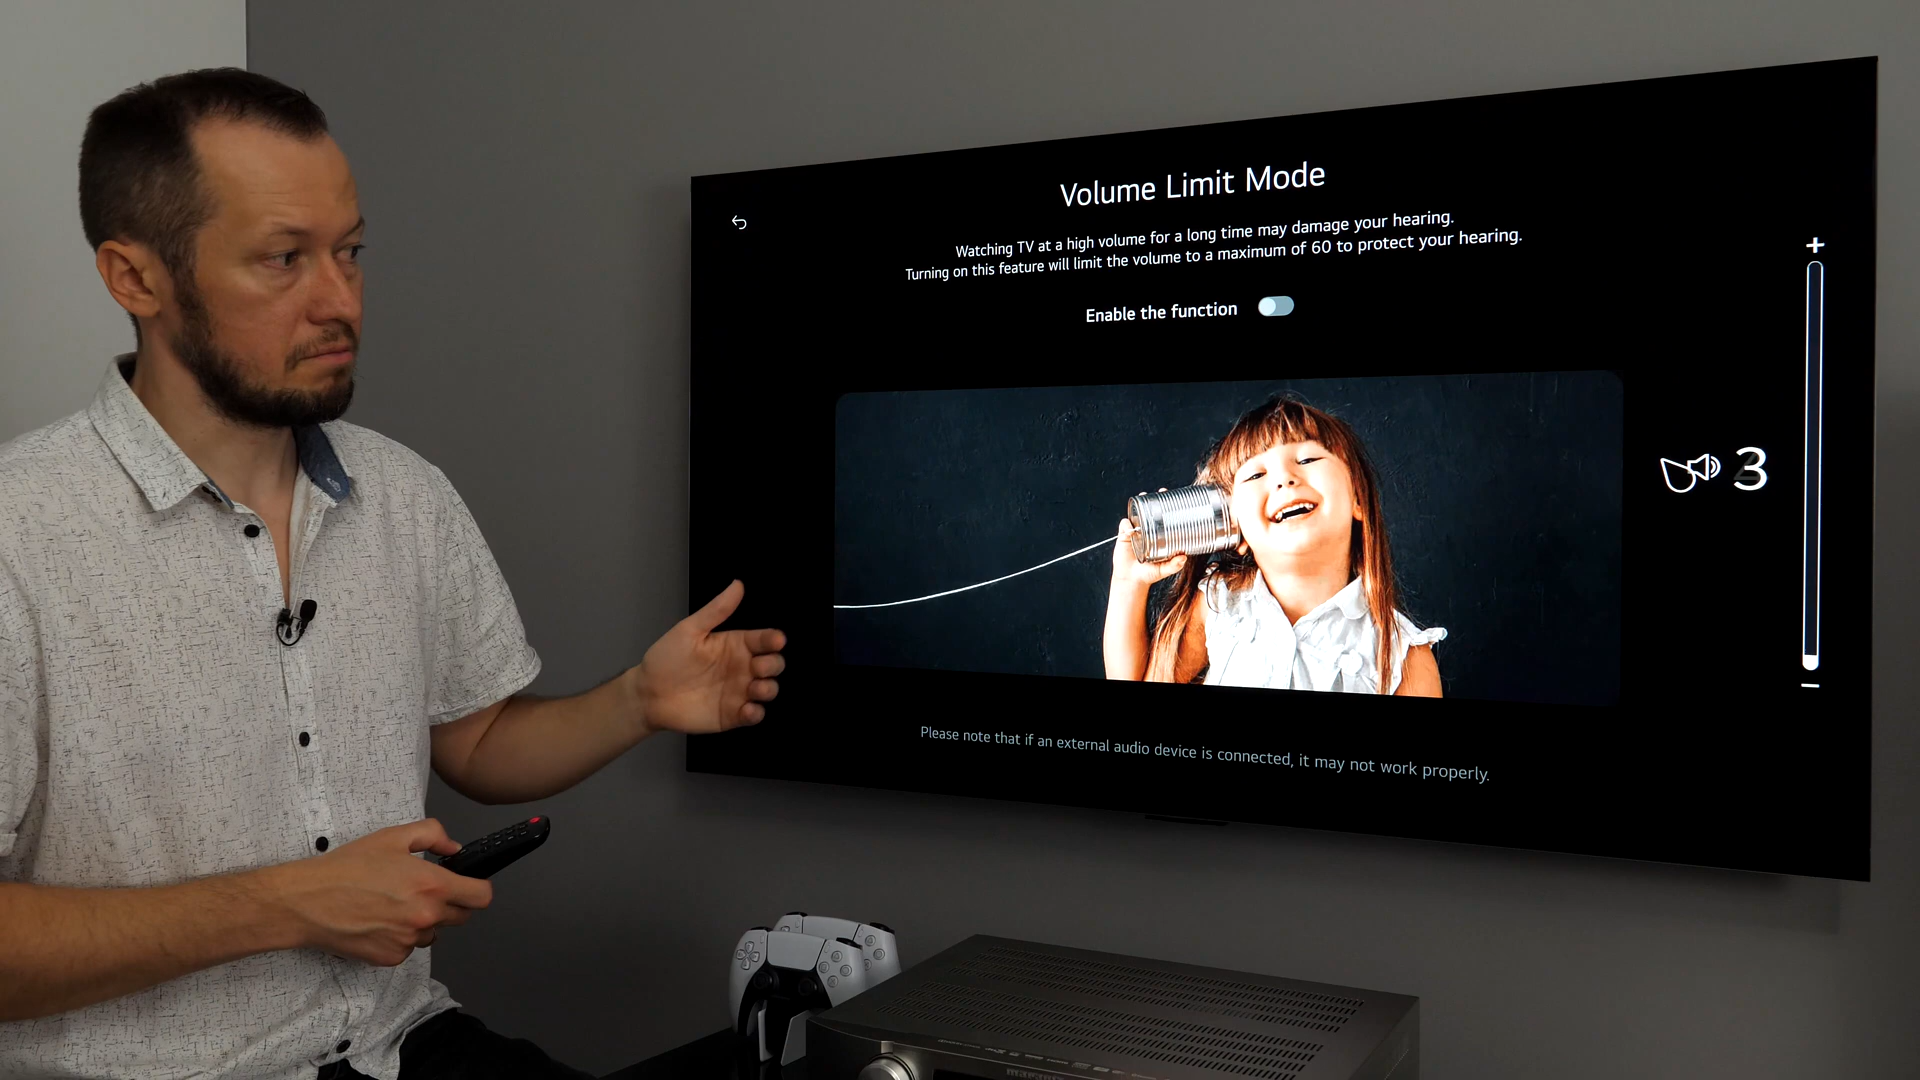 Volume Limit Mode
Watching TV at a high volume for a long time may damage your hearing.
Turning on this feature will limit the volume to a maximum of 60 to protect your hearing.
Enable the function
+
3
−
Please note that if an external audio device is connected, it may not work properly.
marantz